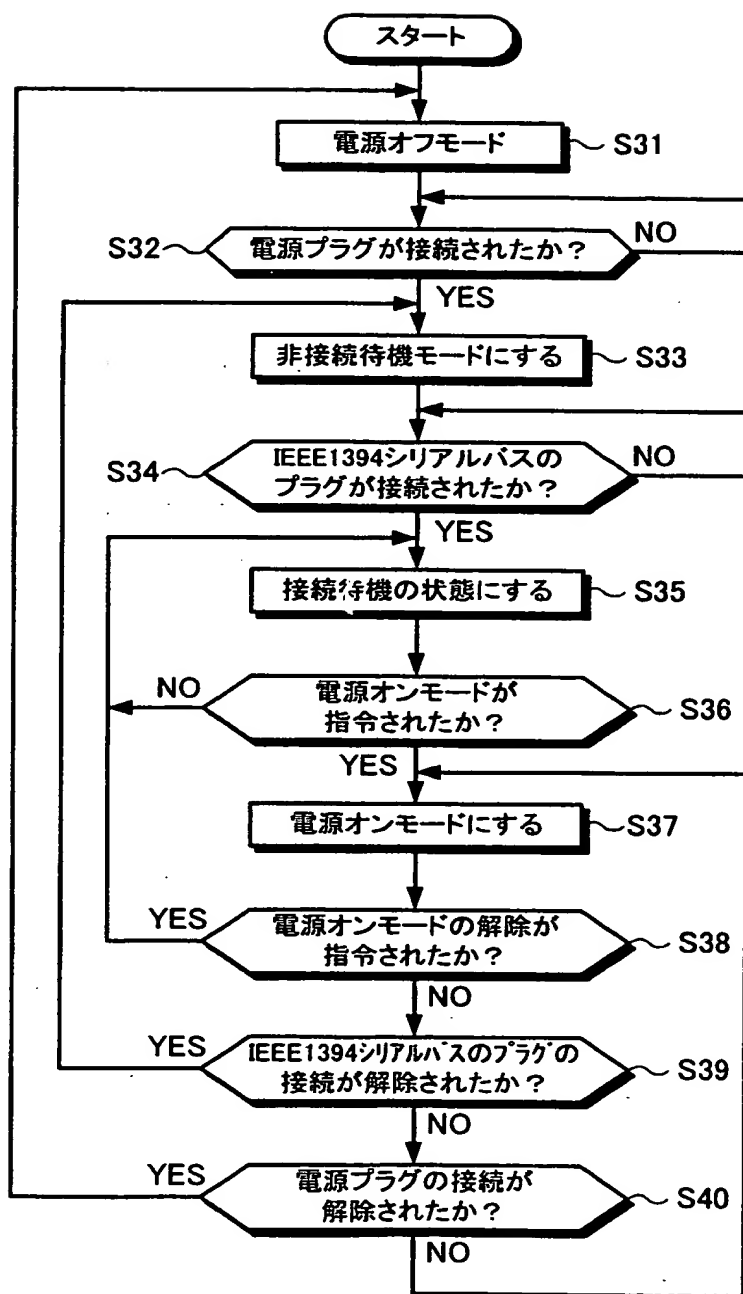 スタート
電源オフモード
S31
S32
電源プラグが接続されたか?
NO
YES
非接続待機モードにする
S33
S34
IEEE1394シリアルバスの
プラグが接続されたか?
NO
YES
接続待機の状態にする
S35
NO
電源オンモードが
指令されたか?
S36
YES
電源オンモードにする
S37
YES
電源オンモードの解除が
指令されたか?
S38
NO
YES
IEEE1394シリアルバスのプラグの
接続が解除されたか?
S39
NO
YES
電源プラグの接続が
解除されたか?
S40
NO